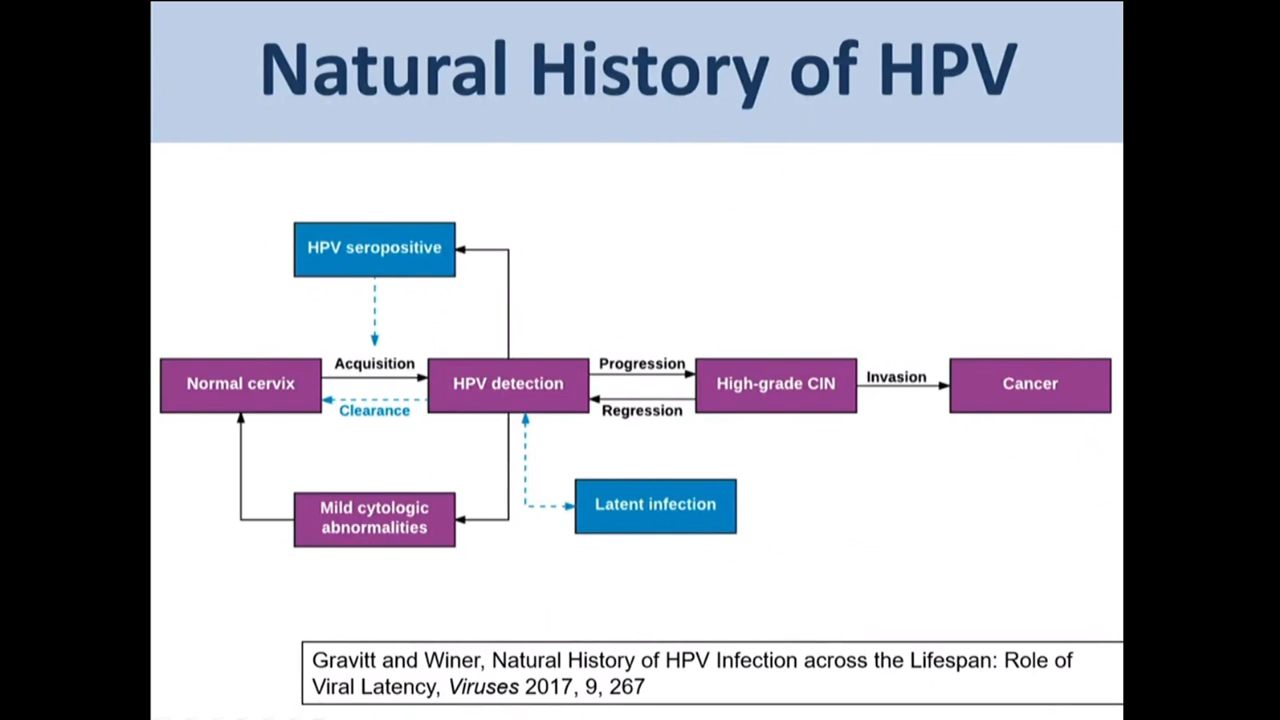 Natural History of HPV
HPV seropositive
Acquisition
Progression
Normal cervix
HPV detection
High-grade CIN
Invasion
Cancer
Clearance
Regression
Mild cytologic
abnormalities
Latent infection
Gravitt and Winer, Natural History of HPV Infection across the Lifespan: Role of
Viral Latency, Viruses 2017, 9, 267